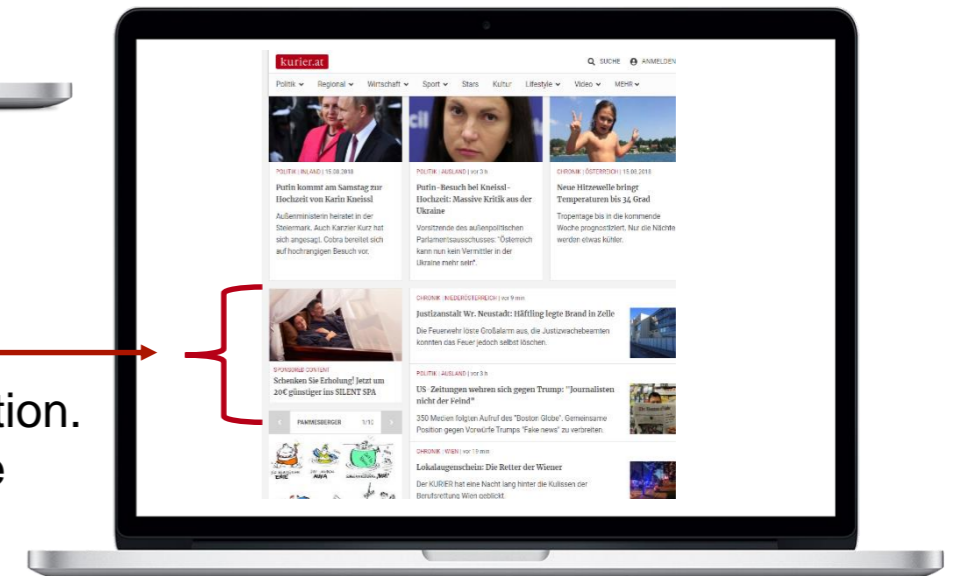 kurier.at
SUCHE ANMELDEN
Politik Regional Wirtschaft Sport Stars Kultur Lifestyle Video MEHR
cil
POLITIK | INLAND | 15.08.2018
Putin kommt am Samstag zur
Hochzeit von Karin Kneissl
Außenministerin heiratet in der
Steiermark. Auch Kanzler Kurz hat
sich angesagt. Cobra bereitet sich
auf hochrangigen Besuch vor.
POLITIK | AUSLAND | vor 3 h
Putin-Besuch bei Kneissl-
Hochzeit: Massive Kritik aus der
Ukraine
Vorsitzende des außenpolitischen
Parlamentsausschusses: "Österreich
kann nun kein Vermittler in der
Ukraine mehr sein".
CHRONIK | ÖSTERREICH | 15.08.2018
Neue Hitzewelle bringt
Temperaturen bis 34 Grad
Tropentage bis in die kommende
Woche prognostiziert. Nur die Nächte
werden etwas kühler.
SPONSORED CONTENT
Schenken Sie Erholung! Jetzt um
20€ günstiger ins SILENT SPA
PAMMESBERGER 1/10
CHRONIK | NIEDERÖSTERREICH | vor 9 min
Justizanstalt Wr. Neustadt: Häftling legte Brand in Zelle
Die Feuerwehr löste Großalarm aus, die Justizwachebeamten
konnten das Feuer jedoch selbst löschen.
POLITIK | AUSLAND | vor 3 h
US-Zeitungen wehren sich gegen Trump: "Journalisten
nicht der Feind"
350 Medien folgten Aufruf des "Boston Globe". Gemeinsame
Position gegen Vorwürfe Trumps "Fake news" zu verbreiten.
CHRONIK | WIEN | vor 19 min
Lokalaugenschein: Die Retter der Wiener
Der KURIER hat eine Nacht lang hinter die Kulissen der
Berufsrettung Wien geblickt.
tion.
e